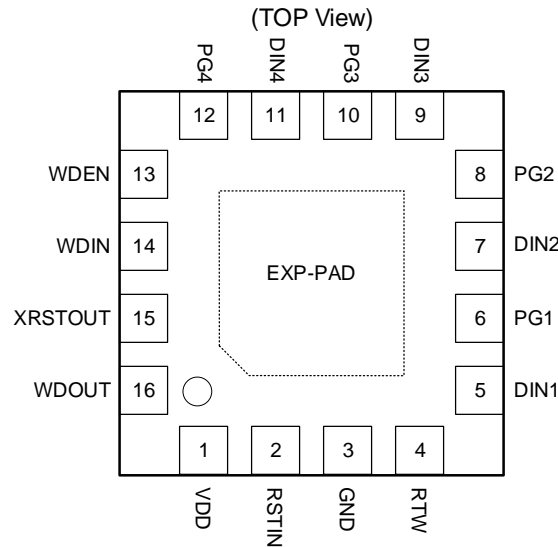 (TOP View)
PG4
DIN4
PG3
DIN3
12
11
10
9
WDEN
13
8
PG2
WDIN
14
7
DIN2
EXP-PAD
XRSTOUT
15
6
PG1
WDOUT
16
5
DIN1
1
2
3
4
VDD
RSTIN
GND
RTW